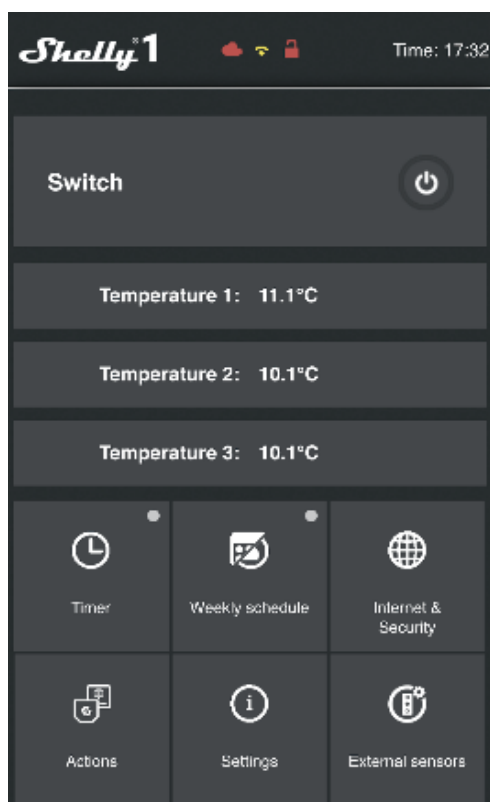 Shelly 1 Time: 17:32
Switch
Temperature 1: 11.1°C
Temperature 2: 10.1°C
Temperature 3: 10.1°C
Timer Weekly schedule Internet &
Security
Actions Settings External sensors